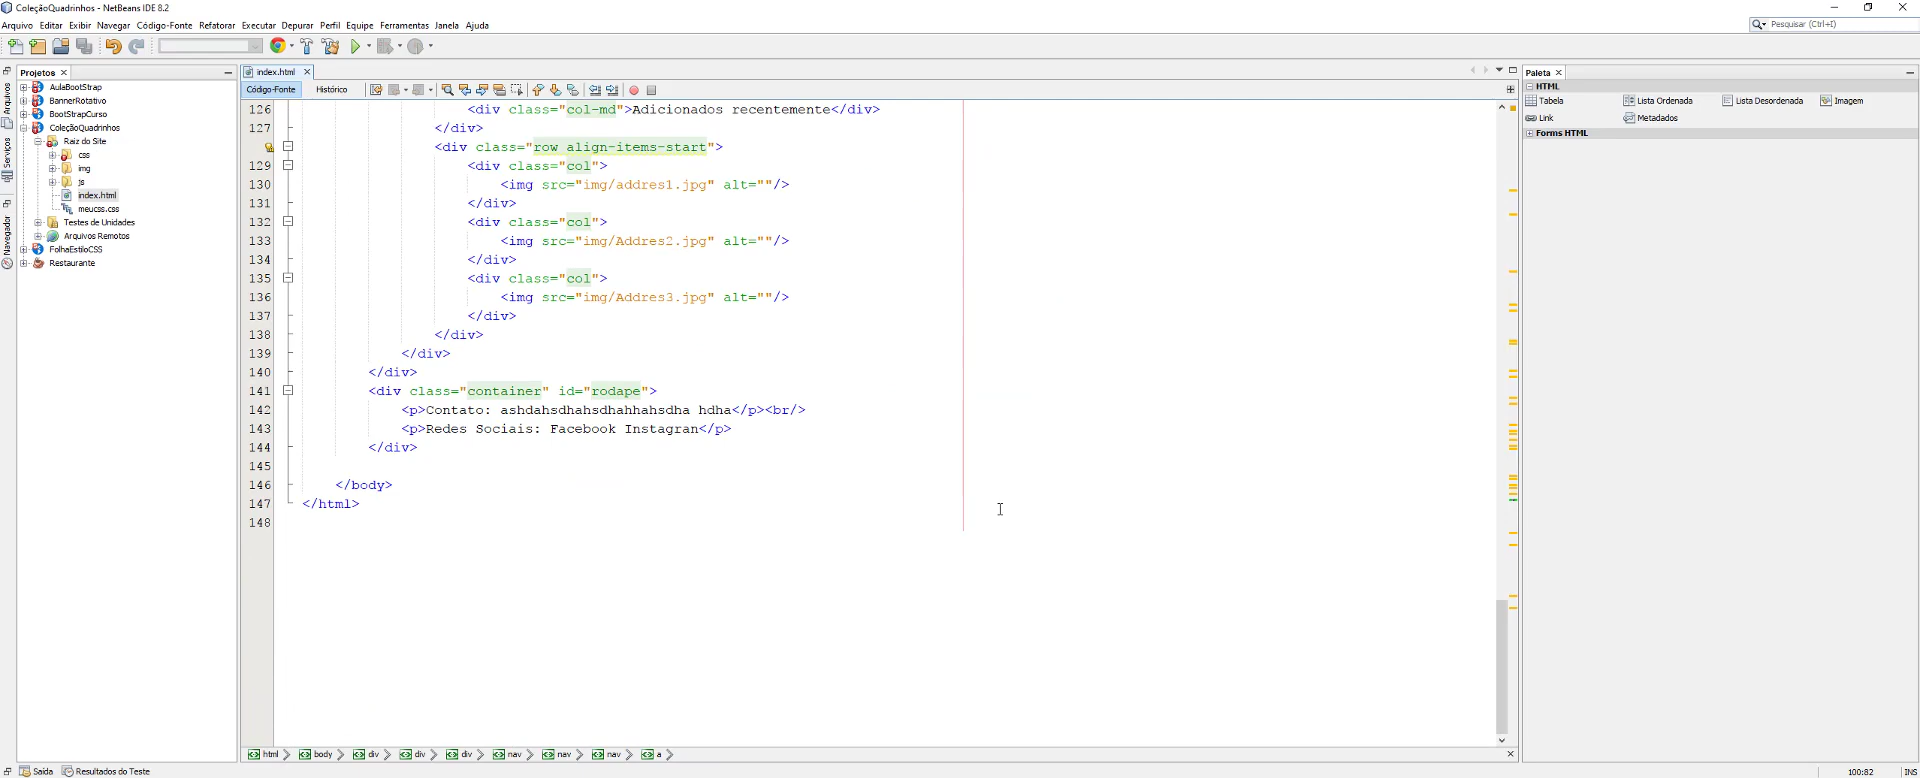 ColeçãoQuadrinhos - NetBeans IDE 8.2
Arquivo Editar Exibir Navegar Código-Fonte Refatorar Executar Depurar Perfil Equipe Ferramentas Janela Ajuda
Pesquisar (Ctrl+I)
Projetos
index.html
Paleta
Arquivos
Serviços
Navegador
AulaBootStrap
BannerRotativo
BootStrapCurso
ColeçãoQuadrinhos
Raiz do Site
css
img
js
index.html
meucss.css
Testes de Unidades
Arquivos Remotos
FolhaEstiloCSS
Restaurante
Código-Fonte Histórico
126 <div class="col-md">Adicionados recentemente</div>
127 </div>
<div class="row align-items-start">
129 <div class="col">
130 <img src="img/addres1.jpg" alt=""/>
131 </div>
132 <div class="col">
133 <img src="img/Addres2.jpg" alt=""/>
134 </div>
135 <div class="col">
136 <img src="img/Addres3.jpg" alt=""/>
137 </div>
138 </div>
139 </div>
140 </div>
141 <div class="container" id="rodape">
142 <p>Contato: ashdahsdhahsdhahhahsdha hdha</p><br/>
143 <p>Redes Sociais: Facebook Instagran</p>
144 </div>
145
146 </body>
147 </html>
148
HTML
Tabela Lista Ordenada Lista Desordenada Imagem
Link Metadados
Forms HTML
html body div div div nav nav nav a
Saída Resultados do Teste
100:82 INS